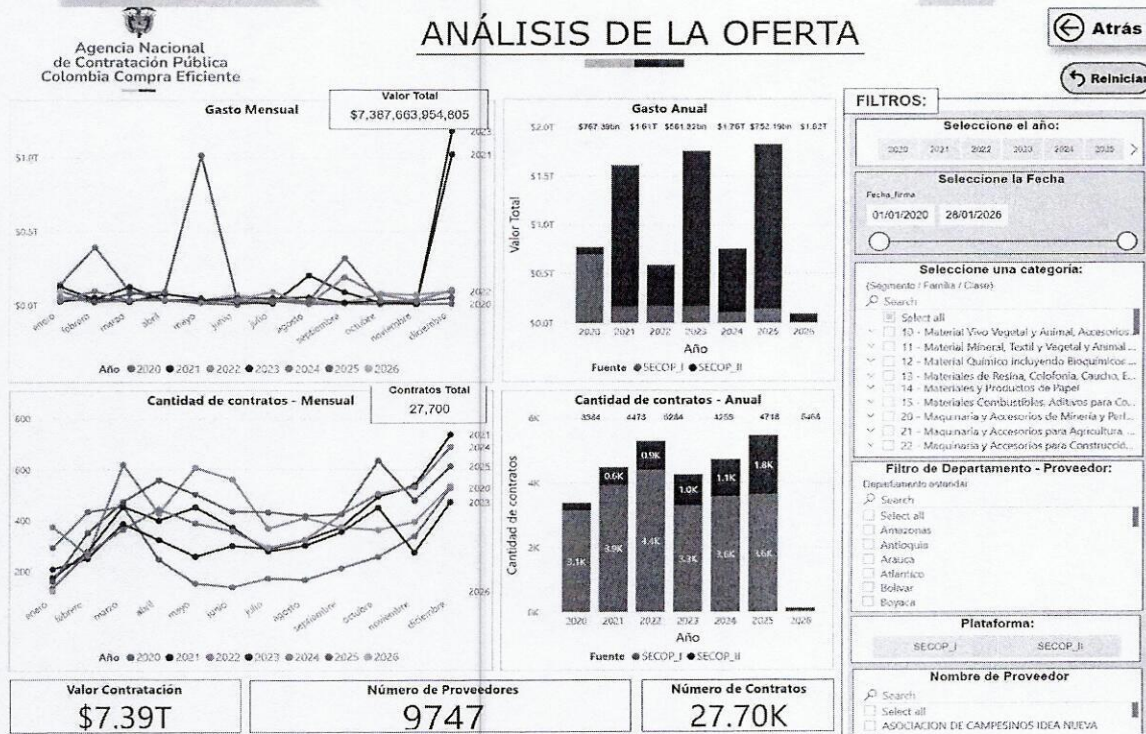 Agencia Nacional
de Contratación Pública
Colombia Compra Eficiente
ANÁLISIS DE LA OFERTA
Atrás
Reiniciar
Gasto Mensual
Valor Total
$7,387,663,954,805
$1.0T
$0.5T
$0.0T
2023
2021
2022
2020
enero
febrero
marzo
abril
mayo
junio
julio
agosto
septiembre
octubre
noviembre
diciembre
Año 2020 2021 2022 2023 2024 2025 2026
Gasto Anual
$2.0T
$1.5T
$1.0T
$0.5T
$0.0T
Valor Total
$767.39bn $1.61T $581.92bn $1.76T $752.19bn $1.82T
2020 2021 2022 2023 2024 2025 2026
Año
Fuente SECOP_I SECOP_II
FILTROS:
Seleccione el año:
2020 2021 2022 2023 2024 2025
Seleccione la Fecha
Fecha_firma
01/01/2020 28/01/2026
Seleccione una categoría:
(Segmento / Familia / Clase)
Search
Select all
10 - Material Vivo Vegetal y Animal, Accesorios...
11 - Material Mineral, Textil y Vegetal y Animal ...
12 - Material Químico incluyendo Bioquímicos ...
13 - Materiales de Resina, Colofonia, Caucho, E...
14 - Materiales y Productos de Papel
15 - Materiales Combustibles, Aditivos para Co...
20 - Maquinaria y Accesorios de Minería y Perf...
21 - Maquinaria y Accesorios para Agricultura, ...
22 - Maquinaria y Accesorios para Construcció...
Cantidad de contratos - Mensual
Contratos Total
27,700
600
600
400
200
2021
2024
2025
2020
2023
2026
enero
febrero
marzo
abril
mayo
junio
julio
agosto
septiembre
octubre
noviembre
diciembre
Año 2020 2021 2022 2023 2024 2025 2026
Cantidad de contratos - Anual
6K
4K
2K
0K
Cantidad de contratos
3384 4473 5284 4255 4718 5466
0.6K 0.9K 1.0K 1.1K 1.8K
3.1K 3.9K 4.4K 3.3K 3.6K 3.6K
2020 2021 2022 2023 2024 2025 2026
Año
Fuente SECOP_I SECOP_II
Filtro de Departamento - Proveedor:
Departamento estandar
Search
Select all
Amazonas
Antioquia
Arauca
Atlántico
Bolívar
Boyaca
Plataforma:
SECOP_I SECOP_II
Nombre de Proveedor
Search
Select all
ASOCIACION DE CAMPESINOS IDEA NUEVA
Valor Contratación
$7.39T
Número de Proveedores
9747
Número de Contratos
27.70K